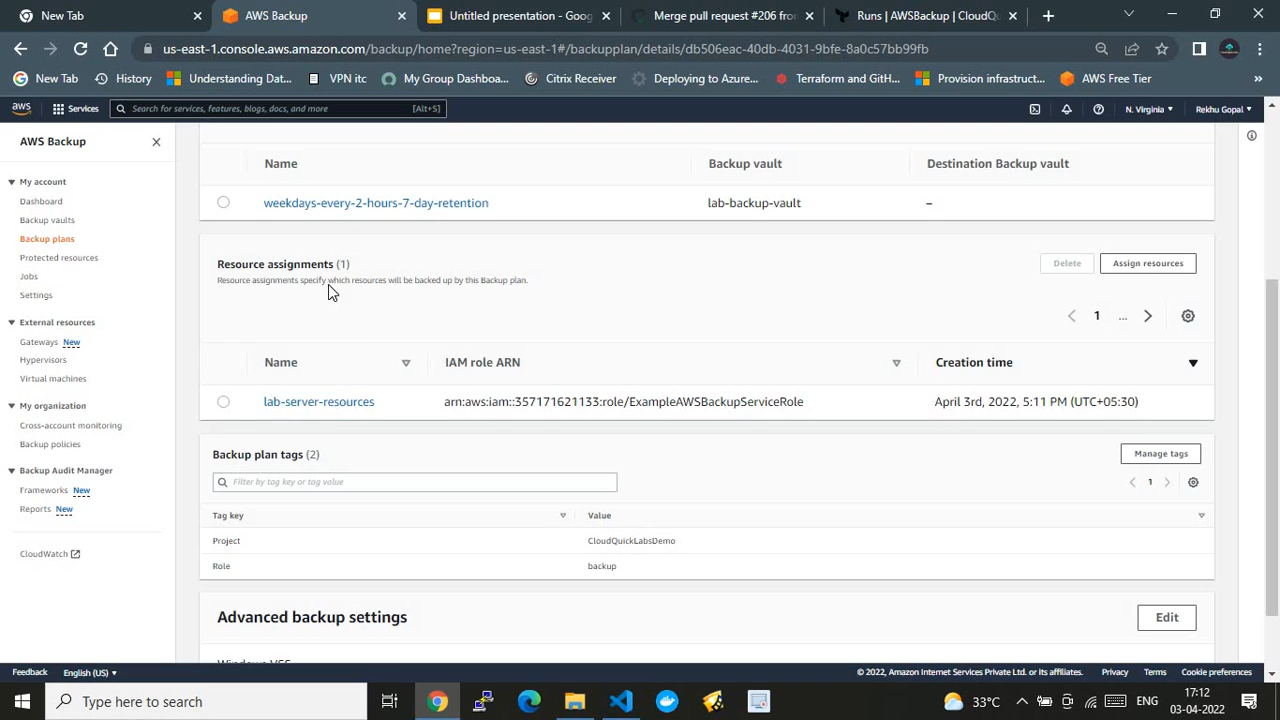 New Tab
AWS Backup
Untitled presentation - Goog
Merge pull request #206 from
Runs | AWSBackup | CloudQu
us-east-1.console.aws.amazon.com/backup/home?region=us-east-1#/backupplan/details/db506eac-40db-4031-9bfe-8a0c57bb99fb
New Tab
History
Understanding Dat...
VPN itc
My Group Dashboa...
Citrix Receiver
Deploying to Azure...
Terraform and GitH...
Provision infrastruct...
AWS Free Tier
»
aws
Services
Search for services, features, blogs, docs, and more
[Alt+S]
N. Virginia
Rekhu Gopal
AWS Backup
My account
Dashboard
Backup vaults
Backup plans
Protected resources
Jobs
Settings
External resources
Gateways New
Hypervisors
Virtual machines
My organization
Cross-account monitoring
Backup policies
Backup Audit Manager
Frameworks New
Reports New
CloudWatch
Name
Backup vault
Destination Backup vault
weekdays-every-2-hours-7-day-retention
lab-backup-vault
–
Resource assignments (1)
Resource assignments specify which resources will be backed up by this Backup plan.
Delete
Assign resources
1
...
Name
IAM role ARN
Creation time
lab-server-resources
arn:aws:iam::357171621133:role/ExampleAWSBackupServiceRole
April 3rd, 2022, 5:11 PM (UTC+05:30)
Backup plan tags (2)
Manage tags
Filter by tag key or tag value
1
Tag key
Value
Project
CloudQuickLabsDemo
Role
backup
Advanced backup settings
Edit
Windows VSS
Feedback
English (US)
© 2022, Amazon Internet Services Private Ltd. or its affiliates.
Privacy
Terms
Cookie preferences
Type here to search
33°C
ENG
17:12
03-04-2022